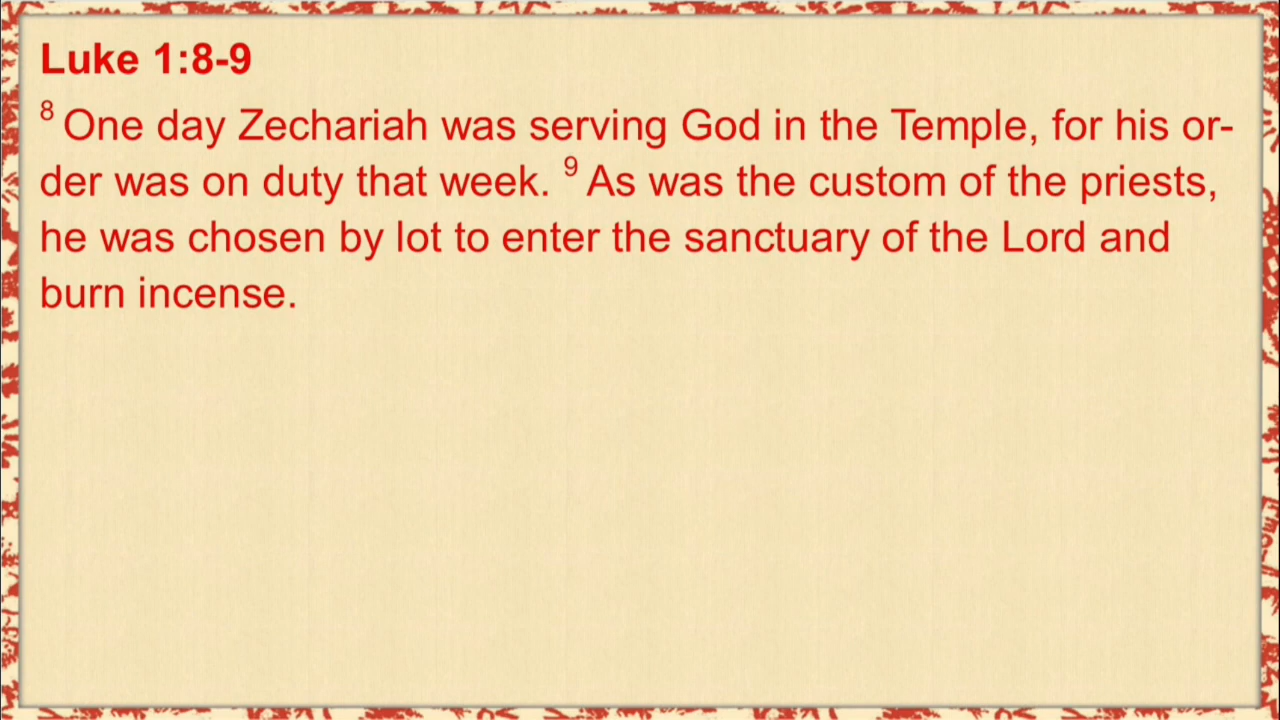 Luke 1:8-9
8 One day Zechariah was serving God in the Temple, for his or-
der was on duty that week. 9 As was the custom of the priests,
he was chosen by lot to enter the sanctuary of the Lord and
burn incense.